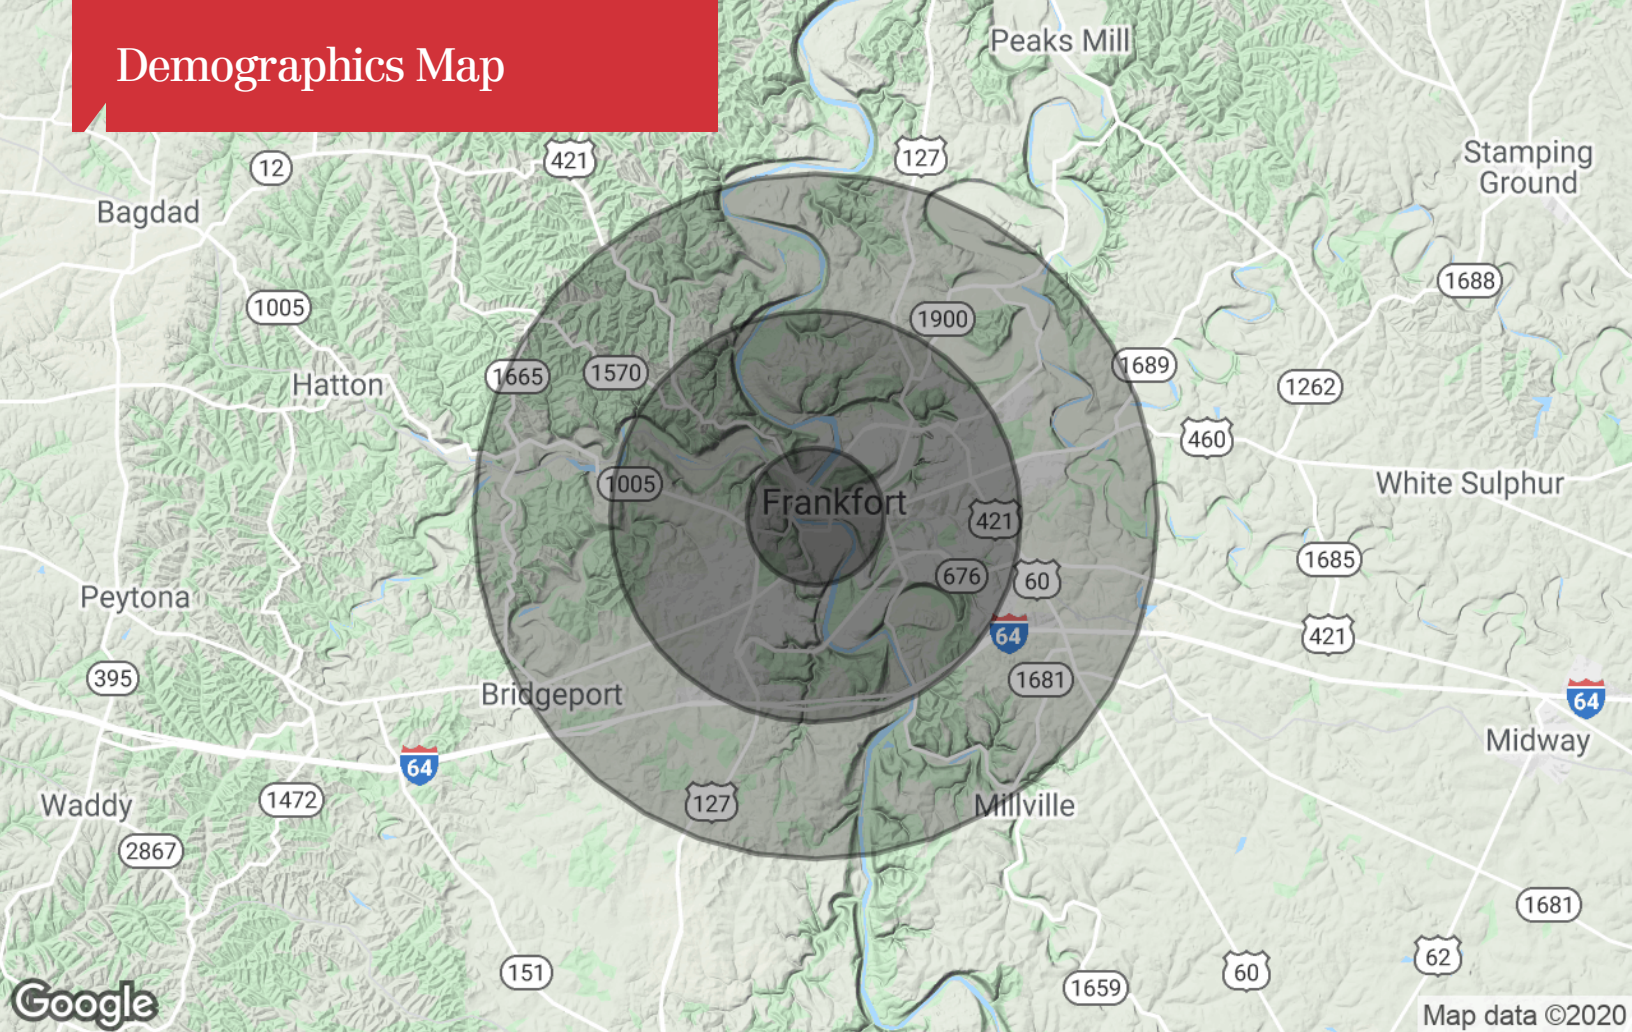 Demographics Map
Peaks Mill
127
421
12
Stamping
Ground
Bagdad
1688
1005
1900
1689
1570
1665
Hatton
1262
460
1005
White Sulphur
Frankfort
421
1685
676
60
Peytona
64
421
395
1681
Bridgeport
64
Midway
64
1472
127
Waddy
Millville
2867
1681
62
151
60
1659
Google
Map data ©2020